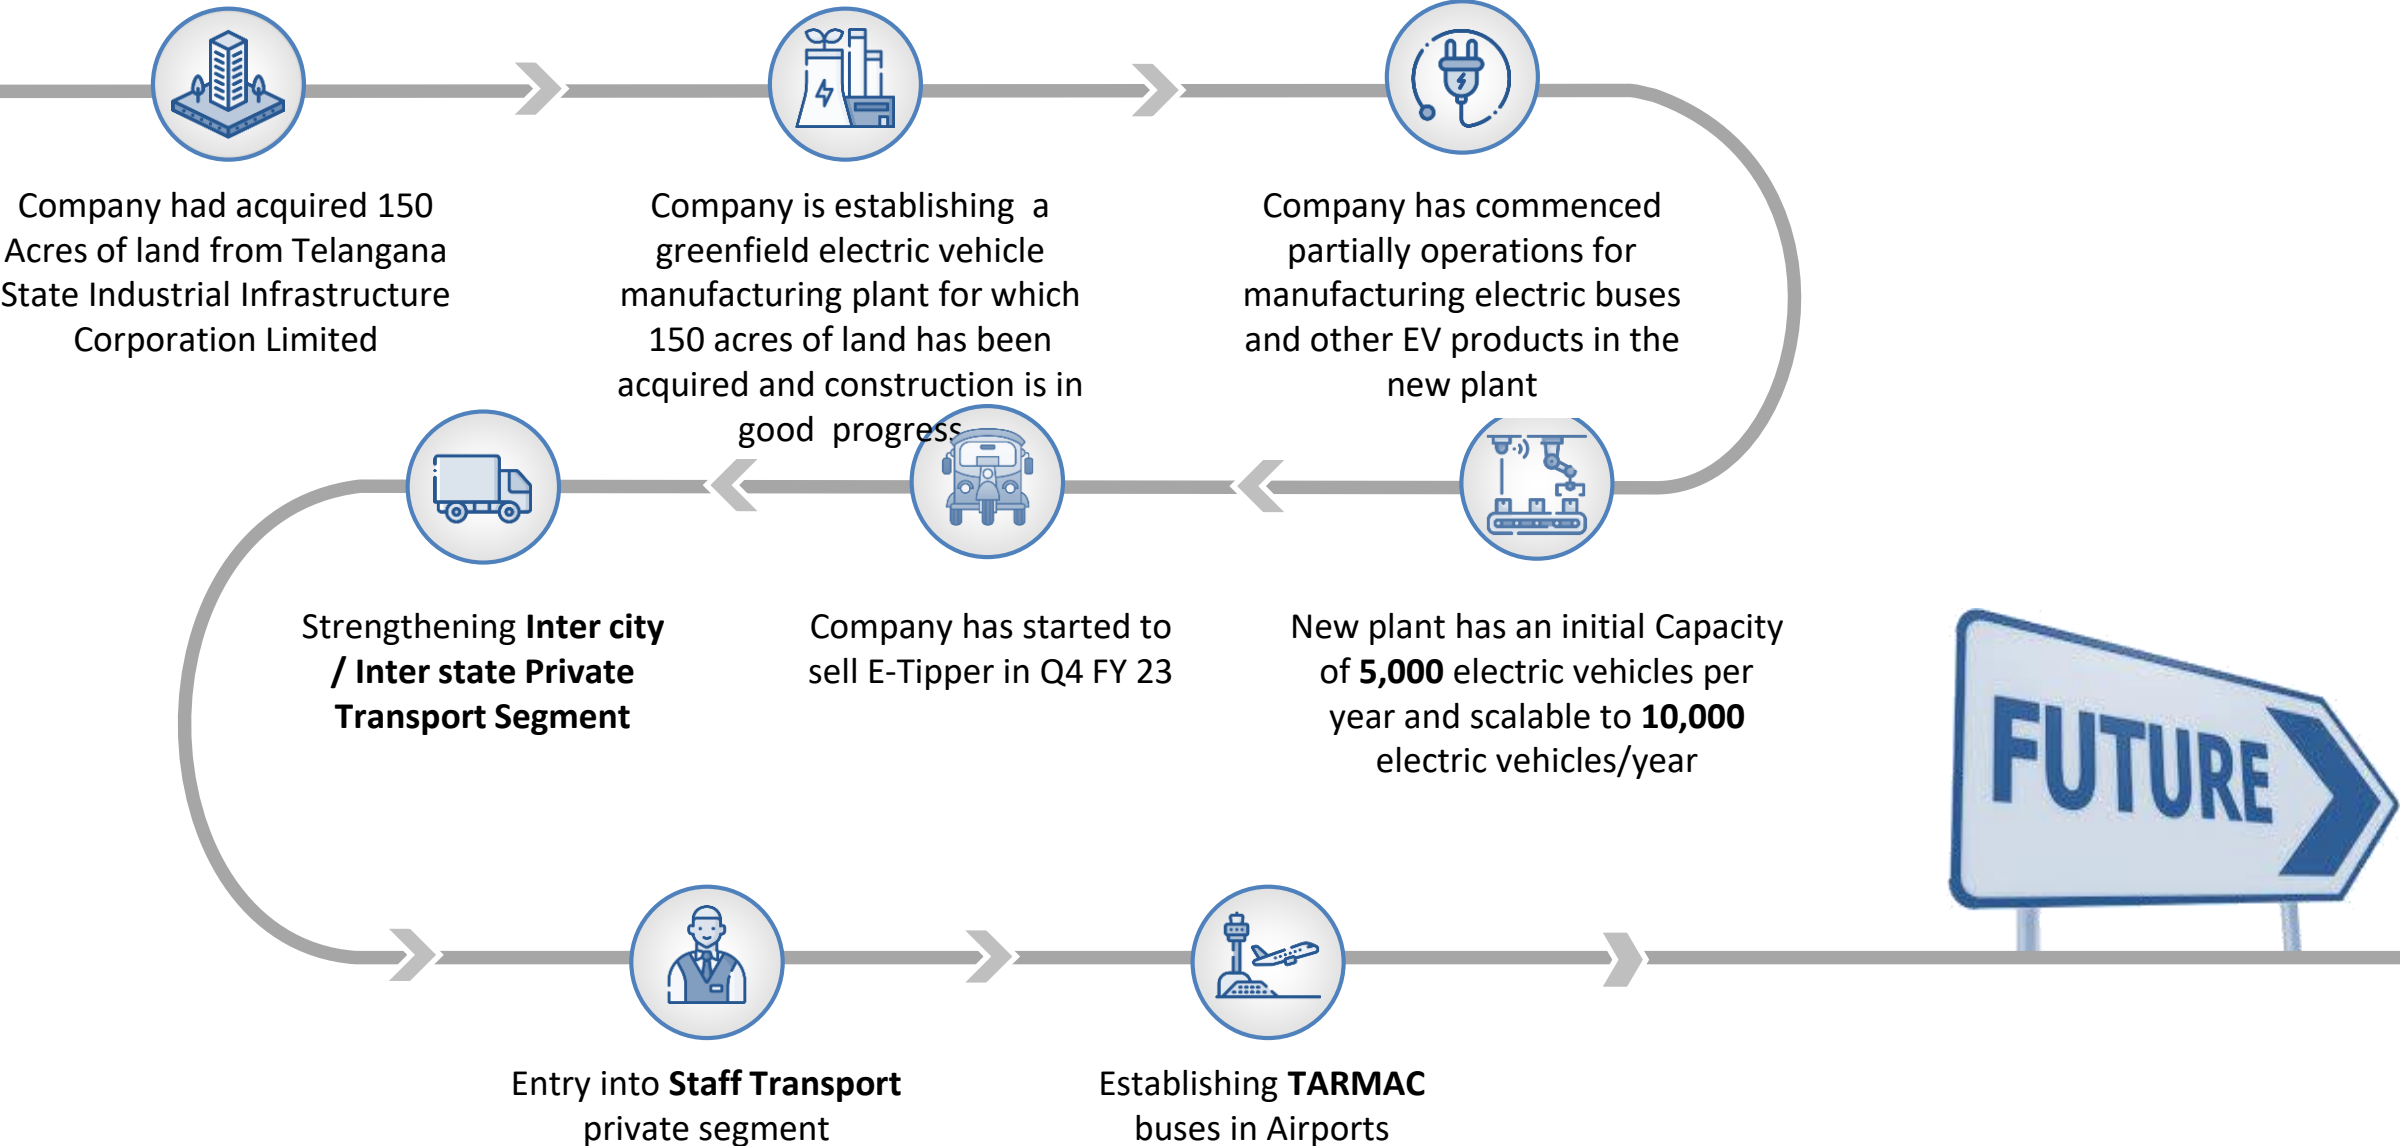 Company had acquired 150
Acres of land from Telangana
State Industrial Infrastructure
Corporation Limited
Company is establishing  a
greenfield electric vehicle
manufacturing plant for which
150 acres of land has been
acquired and construction is in
good  progress
Company has commenced
partially operations for
manufacturing electric buses
and other EV products in the
new plant
New plant has an initial Capacity
of 5,000 electric vehicles per
year and scalable to 10,000
electric vehicles/year
Company has started to
sell E-Tipper in Q4 FY 23
Strengthening Inter city
/ Inter state Private
Transport Segment
Entry into Staff Transport
private segment
Establishing TARMAC
buses in Airports
FUTURE